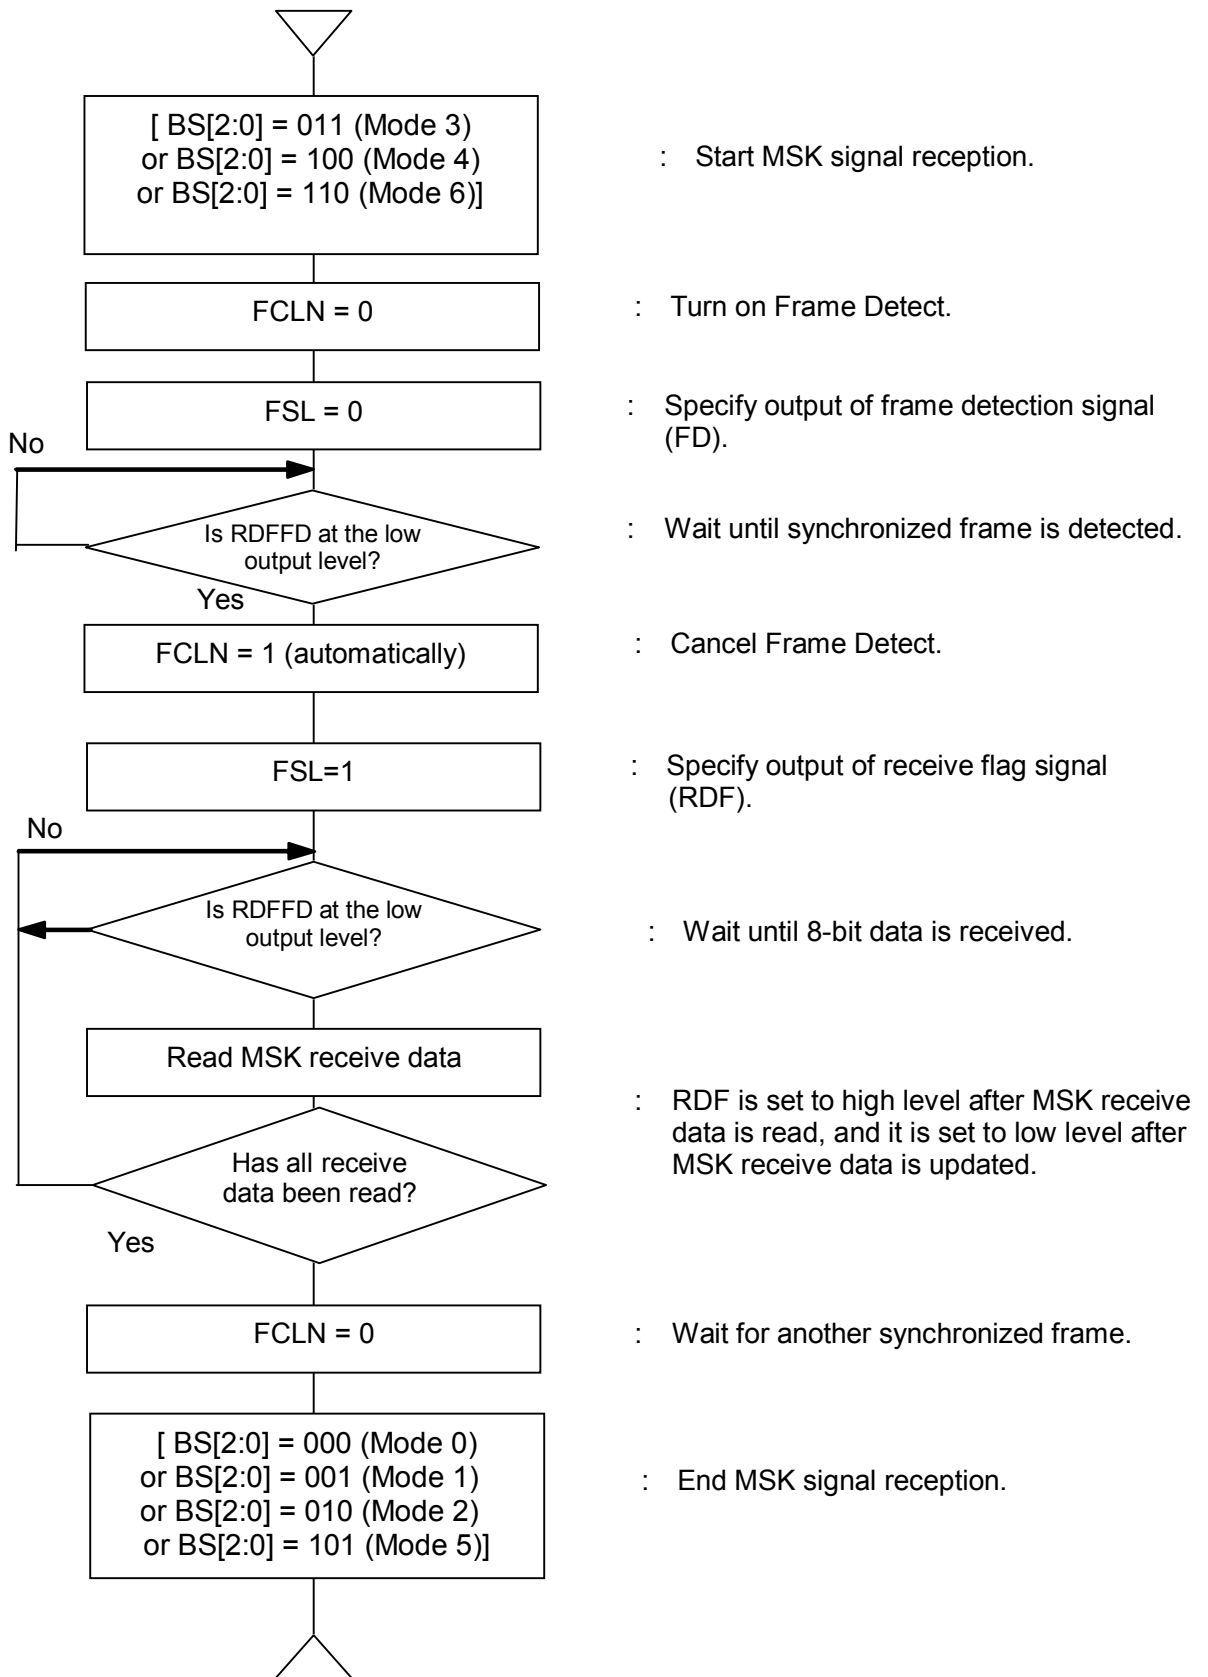 [ BS[2:0] = 011 (Mode 3)
or BS[2:0] = 100 (Mode 4)
or BS[2:0] = 110 (Mode 6)]
: Start MSK signal reception.
FCLN = 0
: Turn on Frame Detect.
FSL = 0
: Specify output of frame detection signal
(FD).
No
Is RDFFD at the low
output level?
: Wait until synchronized frame is detected.
Yes
FCLN = 1 (automatically)
: Cancel Frame Detect.
FSL=1
: Specify output of receive flag signal
(RDF).
No
Is RDFFD at the low
output level?
: Wait until 8-bit data is received.
Read MSK receive data
: RDF is set to high level after MSK receive
data is read, and it is set to low level after
MSK receive data is updated.
Has all receive
data been read?
Yes
FCLN = 0
: Wait for another synchronized frame.
[ BS[2:0] = 000 (Mode 0)
or BS[2:0] = 001 (Mode 1)
or BS[2:0] = 010 (Mode 2)
or BS[2:0] = 101 (Mode 5)]
: End MSK signal reception.